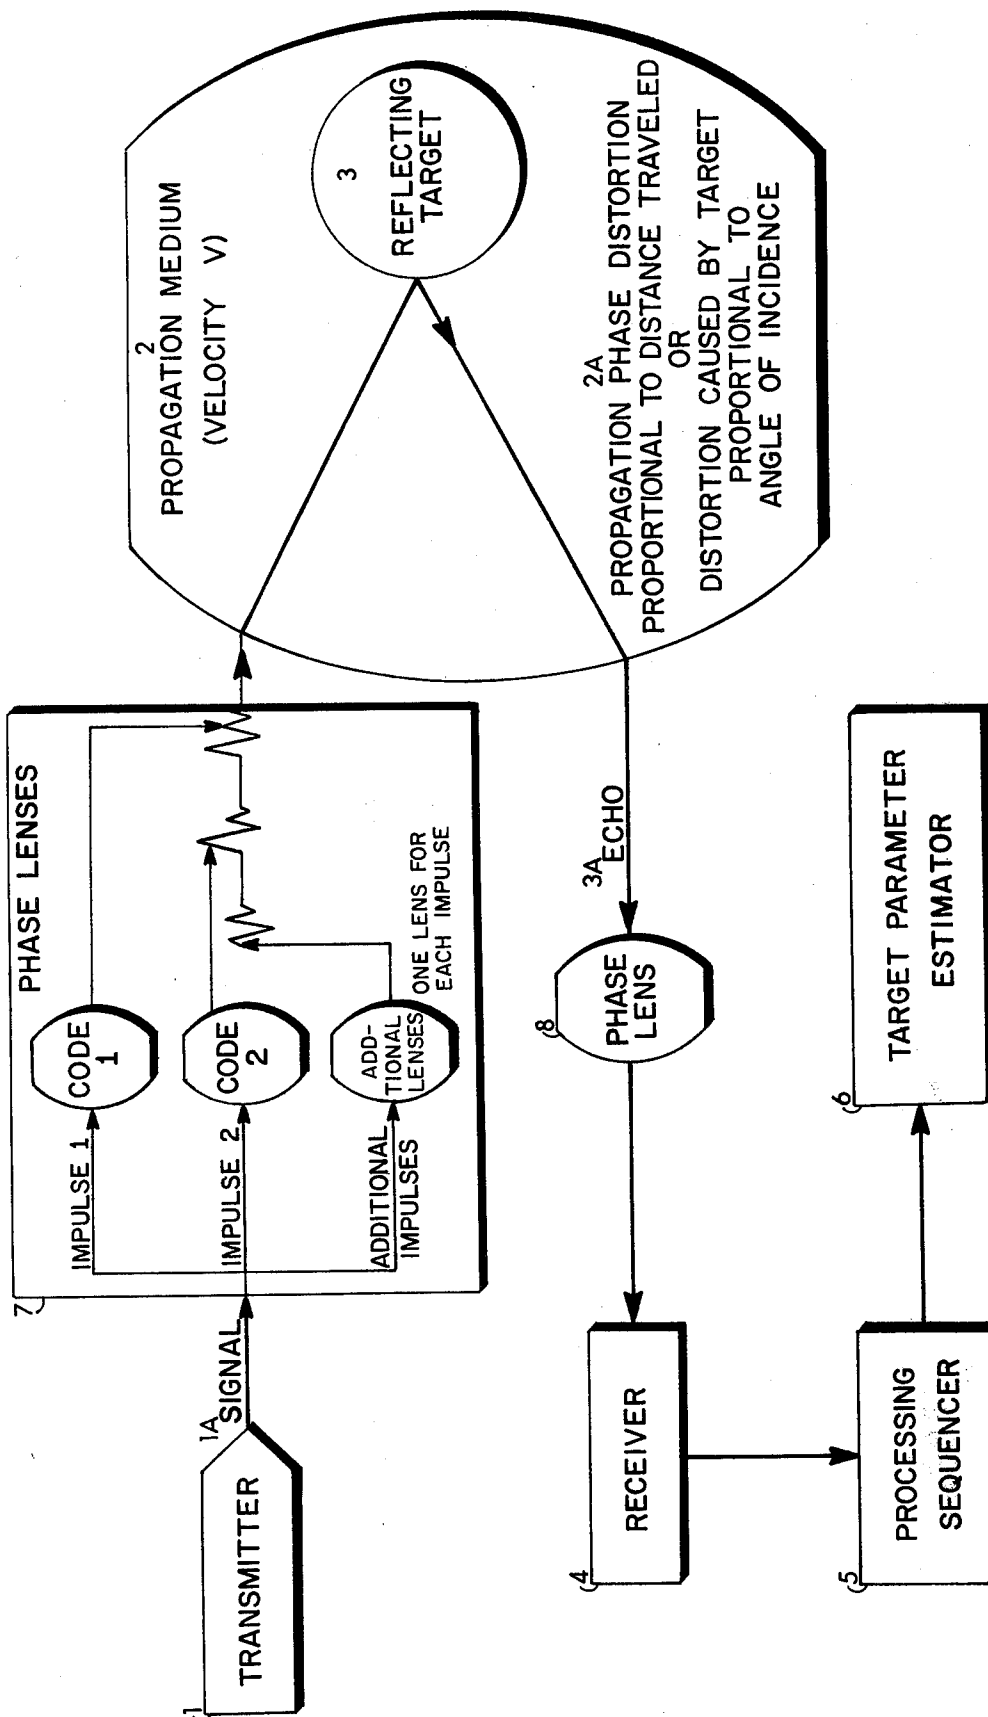 1
TRANSMITTER
1A
SIGNAL
7
PHASE LENSES
IMPULSE 1
CODE
1
IMPULSE 2
CODE
2
ADDITIONAL
IMPULSES
ADD-
TIONAL
LENSES
ONE LENS FOR
EACH IMPULSE
2
PROPAGATION MEDIUM
(VELOCITY V)
3
REFLECTING
TARGET
2A
PROPAGATION PHASE DISTORTION
PROPORTIONAL TO DISTANCE TRAVELED
OR
DISTORTION CAUSED BY TARGET
PROPORTIONAL TO
ANGLE OF INCIDENCE
3A
ECHO
8
PHASE
LENS
4
RECEIVER
5
PROCESSING
SEQUENCER
6
TARGET PARAMETER
ESTIMATOR